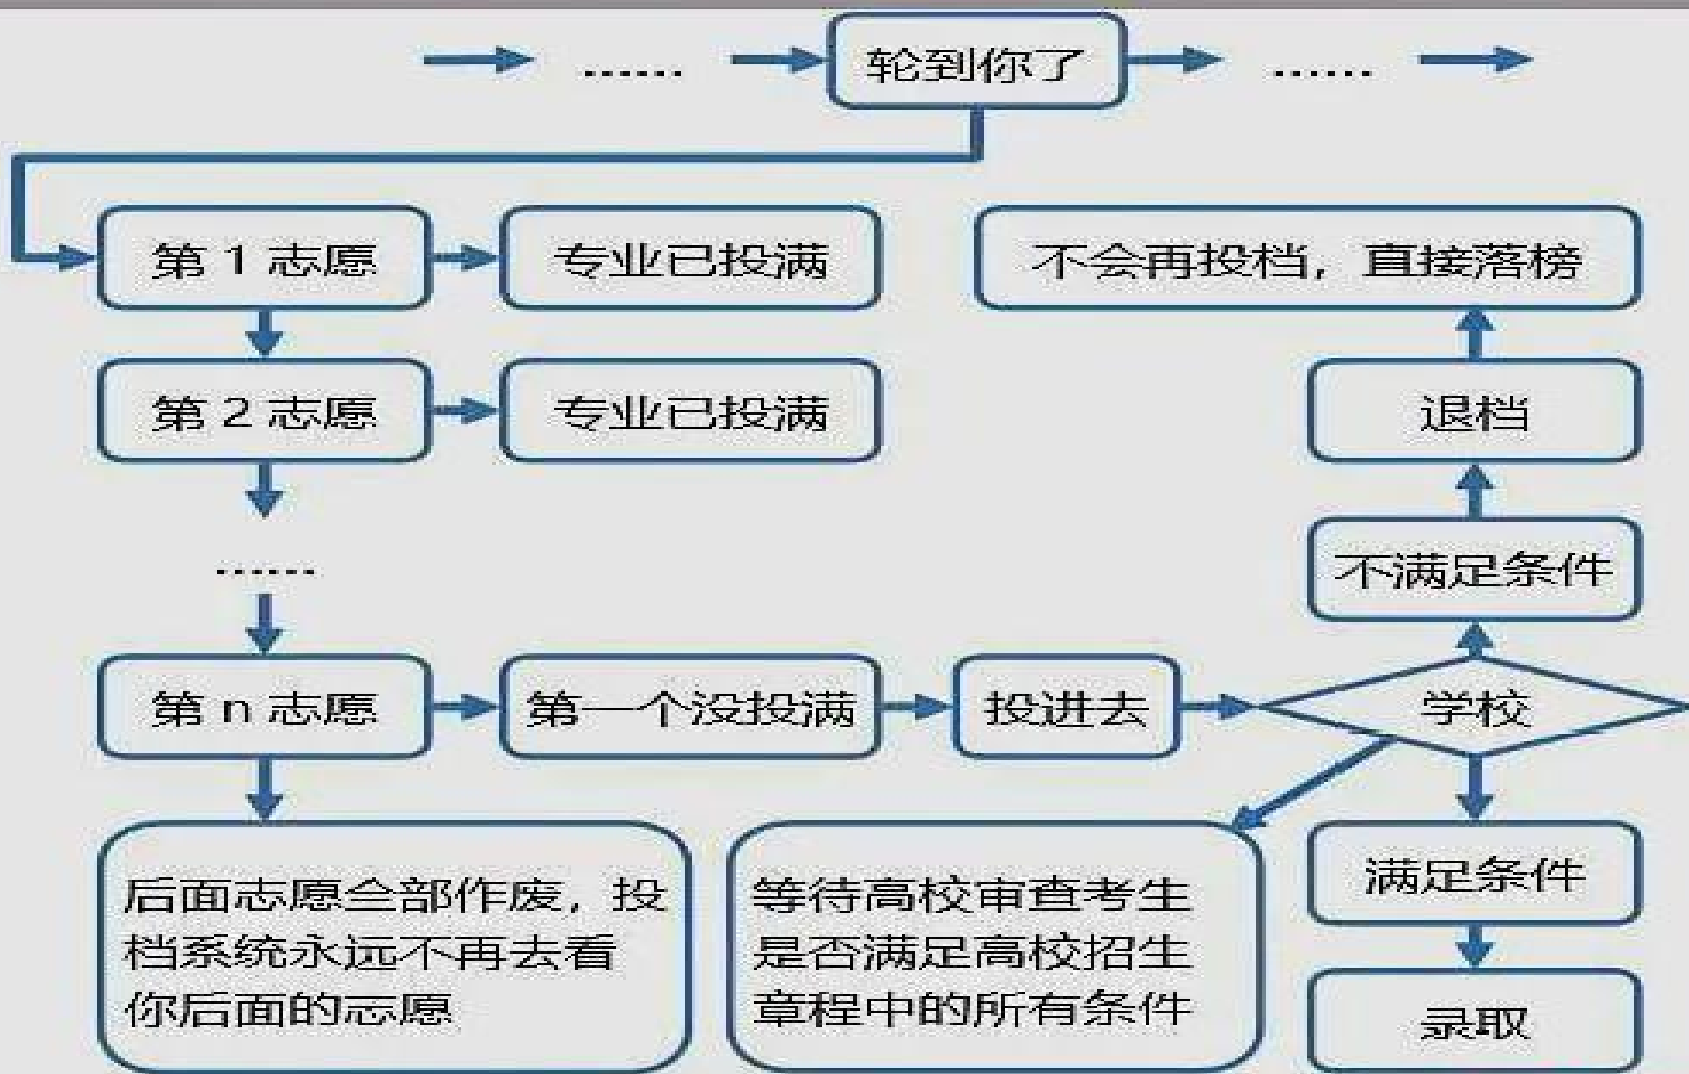 …… 轮到你了 ……
第 1 志愿
专业已投满
不会再投档，直接落榜
第 2 志愿
专业已投满
退档
……
不满足条件
第 n 志愿
第一个没投满
投进去
学校
后面志愿全部作废，投
档系统永远不再去看
你后面的志愿
等待高校审查考生
是否满足高校招生
章程中的所有条件
满足条件
录取